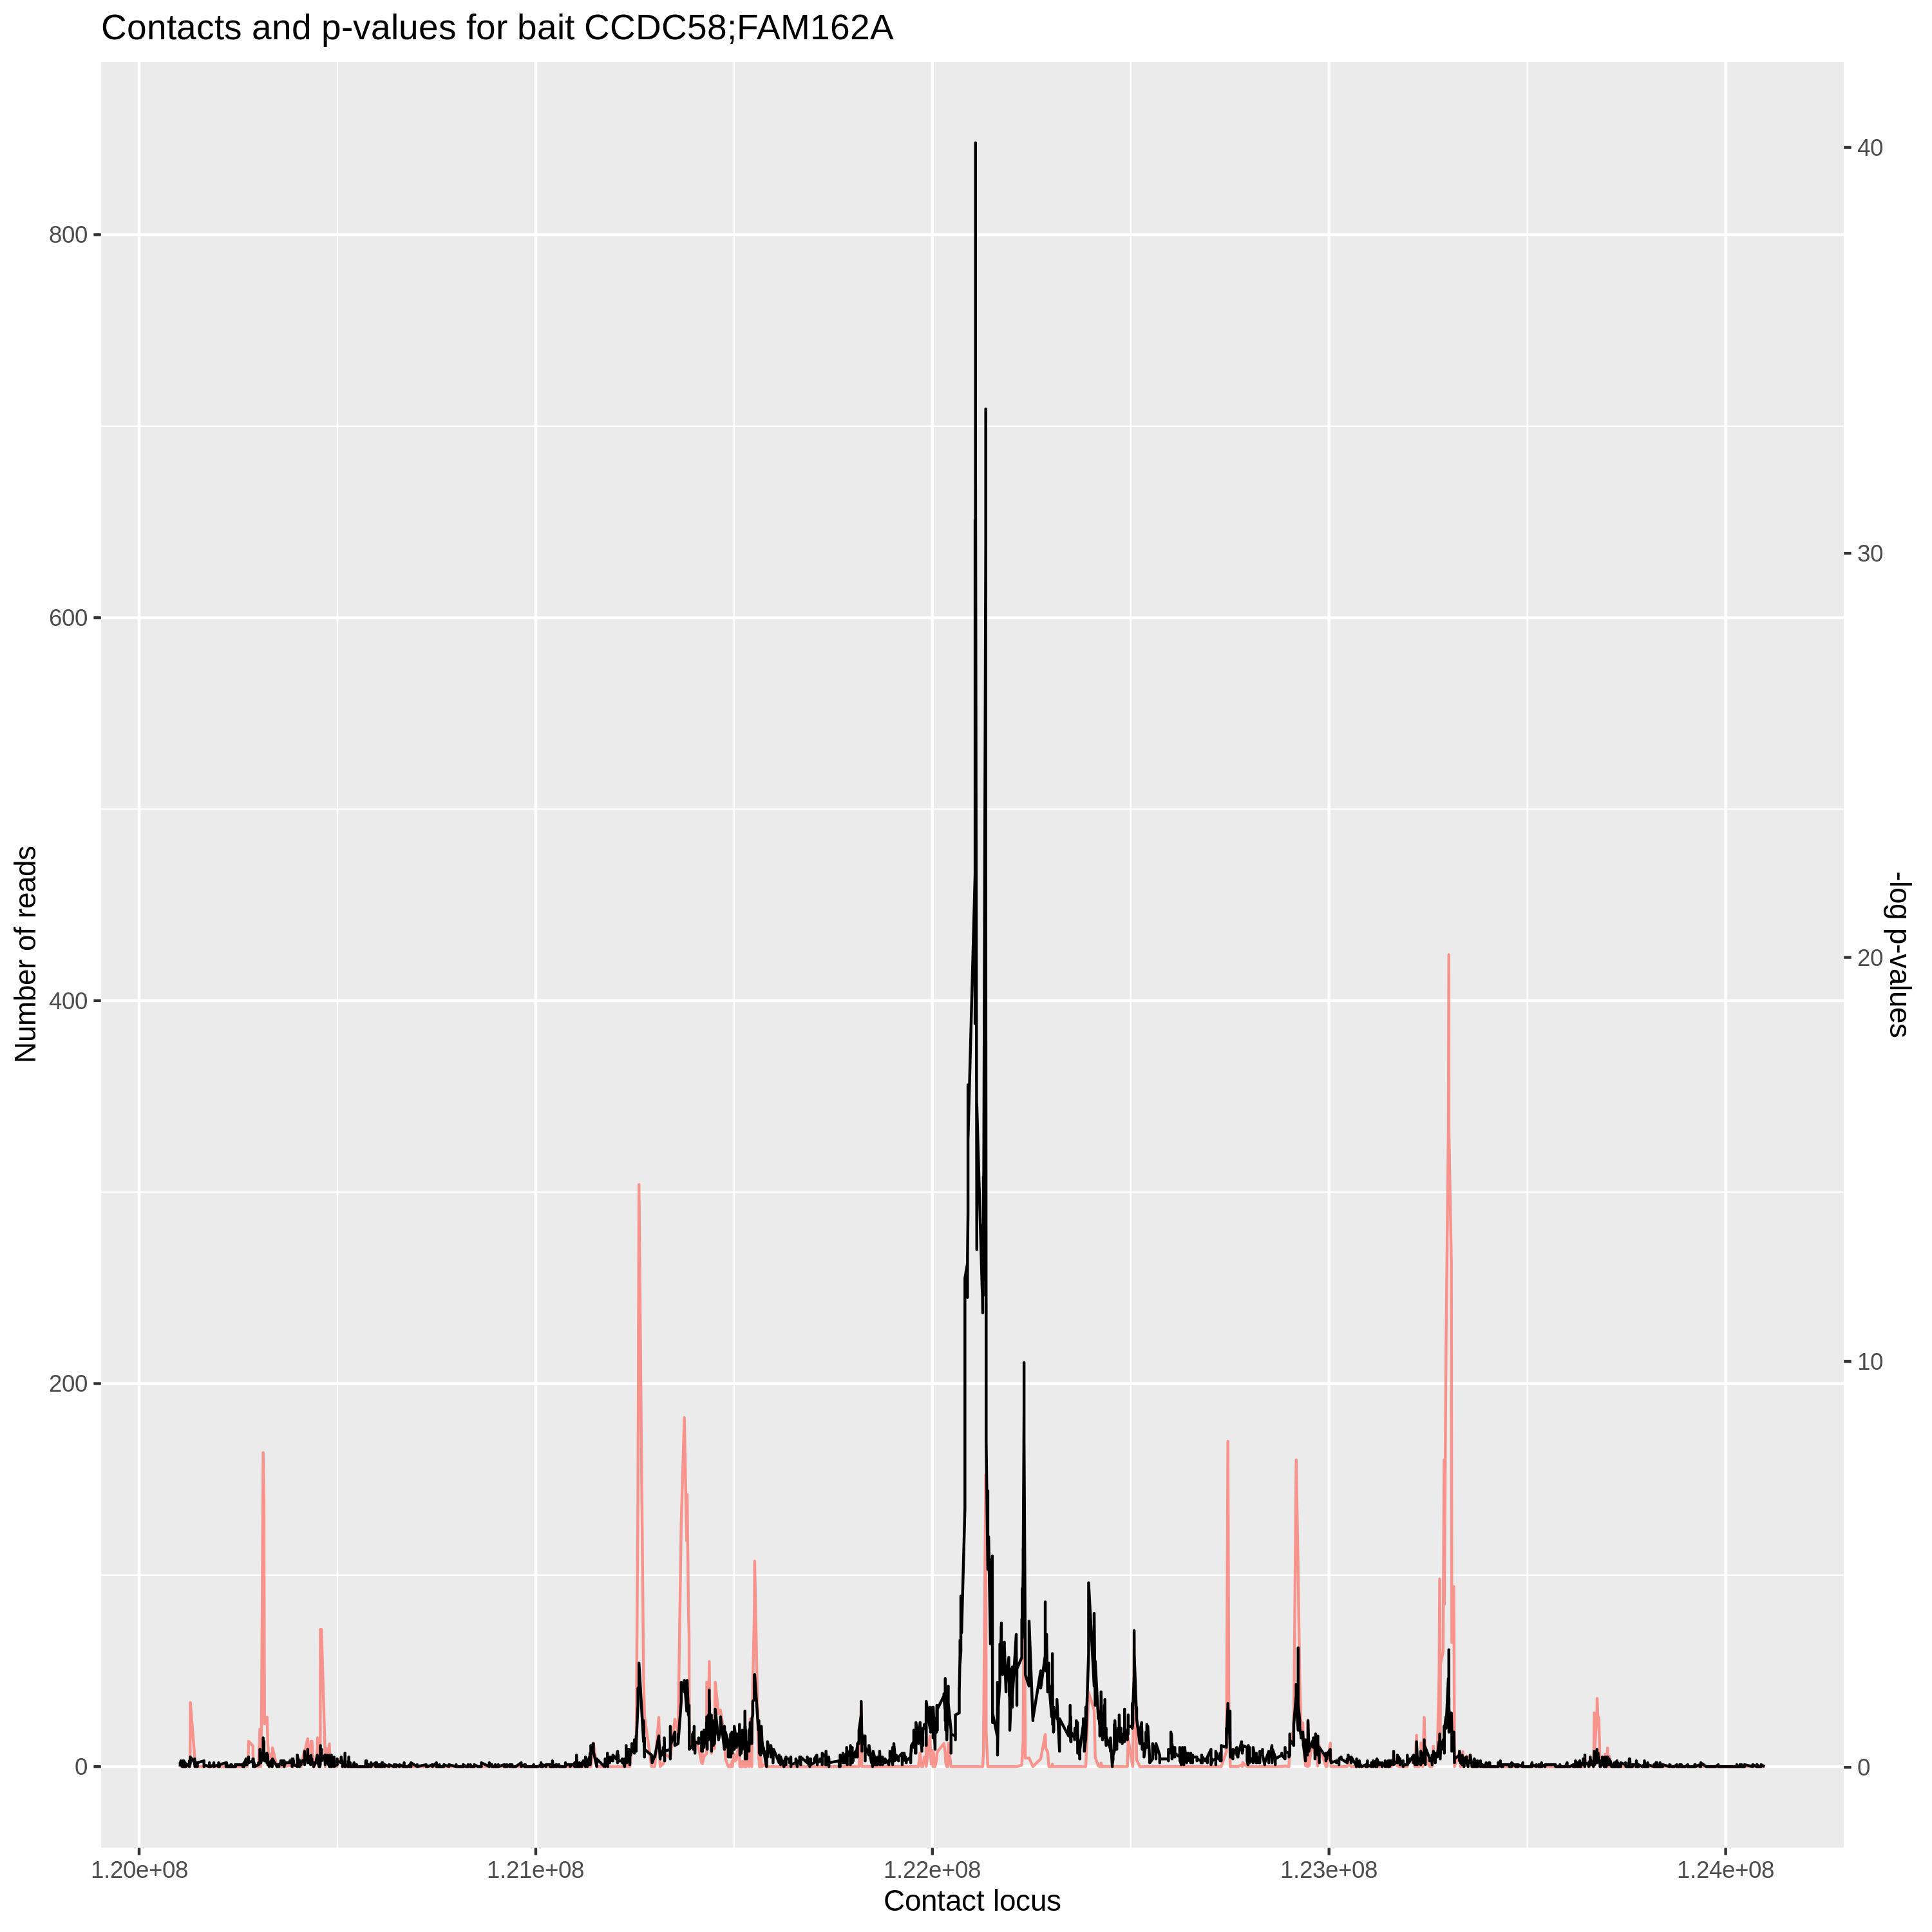 Contacts and p-values for bait CCDC58;FAM162A
800
600
400
200
0
Number of reads
40
30
20
10
0
-log p-values
1.20e+08
1.21e+08
1.22e+08
1.23e+08
1.24e+08
Contact locus